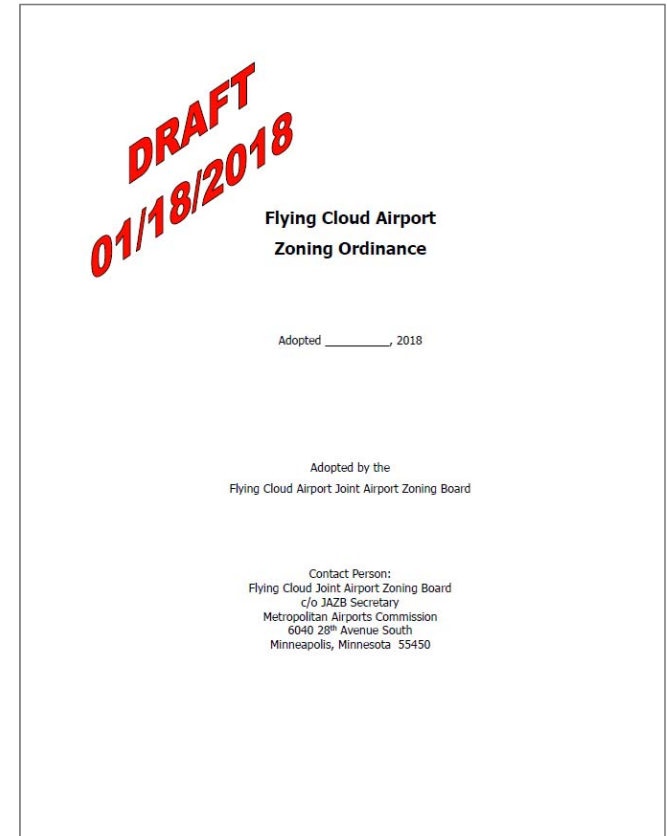 DRAFT
01/18/2018
Flying Cloud Airport
Zoning Ordinance
Adopted __________, 2018
Adopted by the
Flying Cloud Airport Joint Airport Zoning Board
Contact Person:
Flying Cloud Joint Airport Zoning Board
c/o JAZB Secretary
Metropolitan Airports Commission
6040 28th Avenue South
Minneapolis, Minnesota 55450